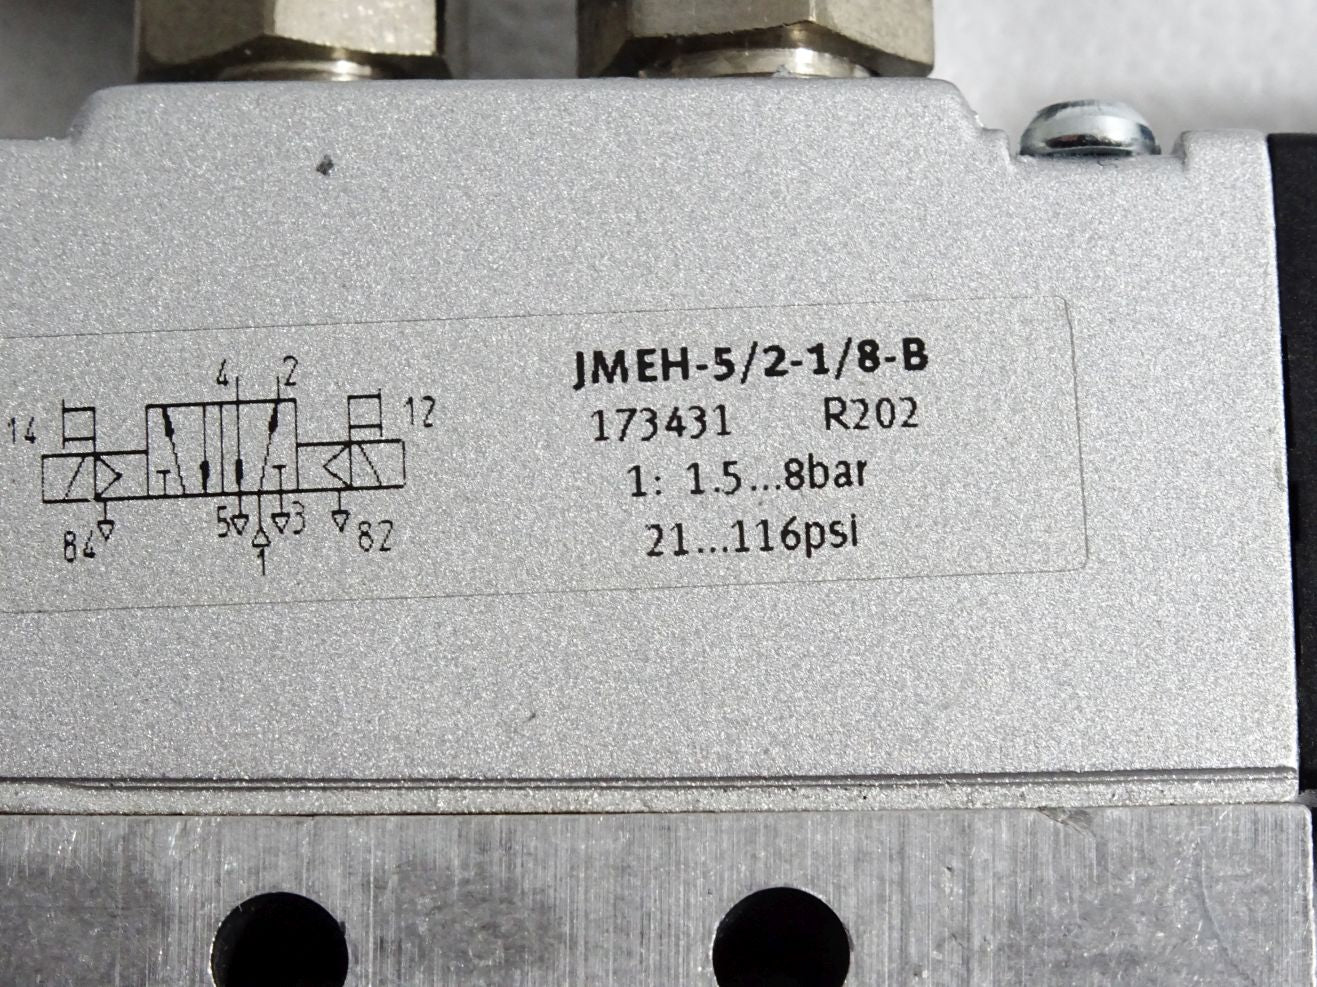 JMEH-5/2-1/8-B
173431 R202
1: 1.5...8bar
21...116psi
4 2
14 12
84 5 3 82
1